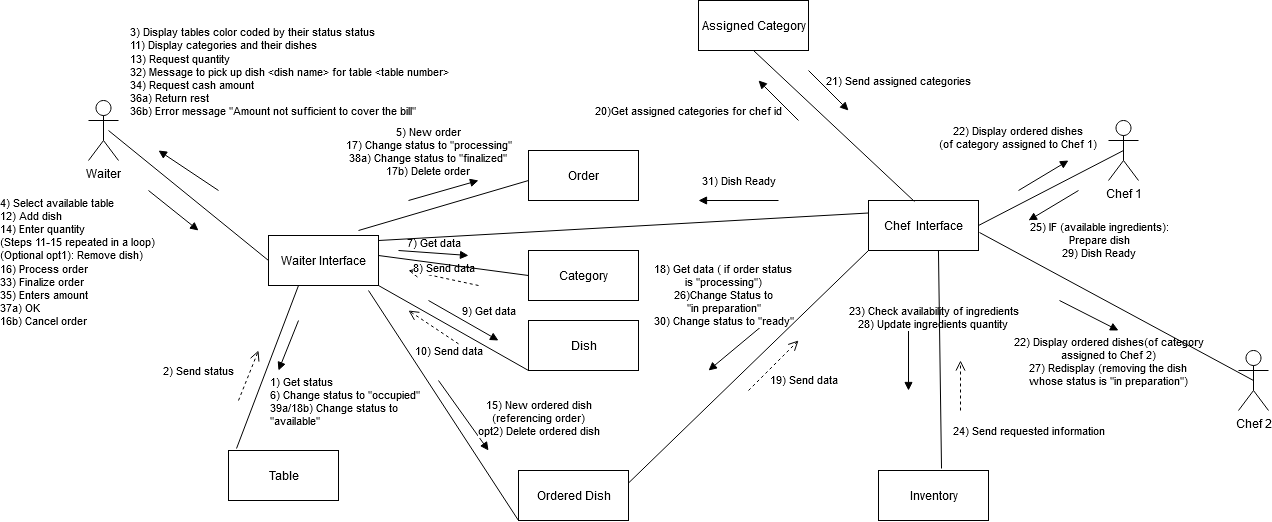 Assigned Category
3) Display tables color coded by their status status
11) Display categories and their dishes
13) Request quantity
32) Message to pick up dish <dish name> for table <table number>
34) Request cash amount
36a) Return rest
36b) Error message "Amount not sufficient to cover the bill"
21) Send assigned categories
20)Get assigned categories for chef id
Waiter
5) New order
17) Change status to "processing"
38a) Change status to "finalized"
17b) Delete order
Order
22) Display ordered dishes
(of category assigned to Chef 1)
Chef 1
31) Dish Ready
4) Select available table
12) Add dish
14) Enter quantity
(Steps 11-15 repeated in a loop)
(Optional opt1): Remove dish)
16) Process order
33) Finalize order
35) Enters amount
37a) OK
16b) Cancel order
Waiter Interface
Chef Interface
25) IF (available ingredients):
Prepare dish
29) Dish Ready
7) Get data
8) Send data
Category
18) Get data ( if order status
is "processing")
26)Change Status to
"in preparation"
30) Change status to "ready"
9) Get data
10) Send data
Dish
23) Check availability of ingredients
28) Update ingredients quantity
22) Display ordered dishes(of category
assigned to Chef 2)
27) Redisplay (removing the dish
whose status is "in preparation")
2) Send status
1) Get status
6) Change status to "occupied"
39a/18b) Change status to
"available"
19) Send data
15) New ordered dish
(referencing order)
opt2) Delete ordered dish
24) Send requested information
Chef 2
Table
Ordered Dish
Inventory